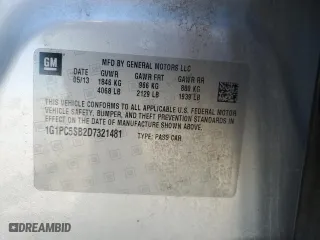 GM
MFD BY GENERAL MOTORS LLC
DATE GVWR GAWR FRT GAWR RR
05/13 1846 KG 966 KG 880 KG
4068 LB 2129 LB 1939 LB
THIS VEHICLE CONFORMS TO ALL APPLICABLE U.S. FEDERAL MOTOR
VEHICLE SAFETY, BUMPER, AND THEFT PREVENTION STANDARDS
IN EFFECT ON THE DATE OF MANUFACTURE SHOWN ABOVE.
1G1PC5SB2D7321481 TYPE: PASS CAR
AUTOBIDCAR